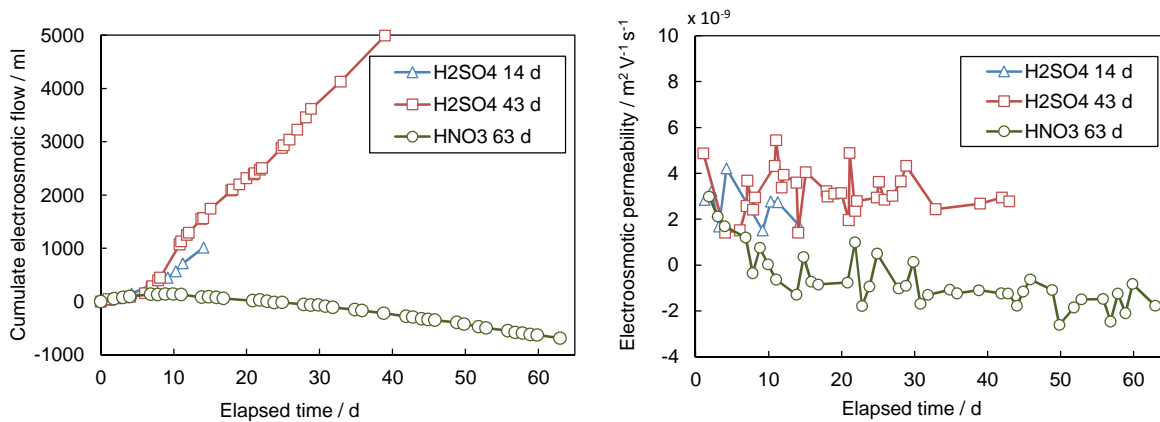 5000
4000
3000
2000
1000
0
-1000
Cumulate electroosmotic flow / ml
H2SO4 14 d
H2SO4 43 d
HNO3 63 d
0 10 20 30 40 50 60
Elapsed time / d
x 10⁻⁹
10
8
6
4
2
0
-2
-4
Electroosmotic permeability / m² V⁻¹ s⁻¹
H2SO4 14 d
H2SO4 43 d
HNO3 63 d
0 10 20 30 40 50 60
Elapsed time / d